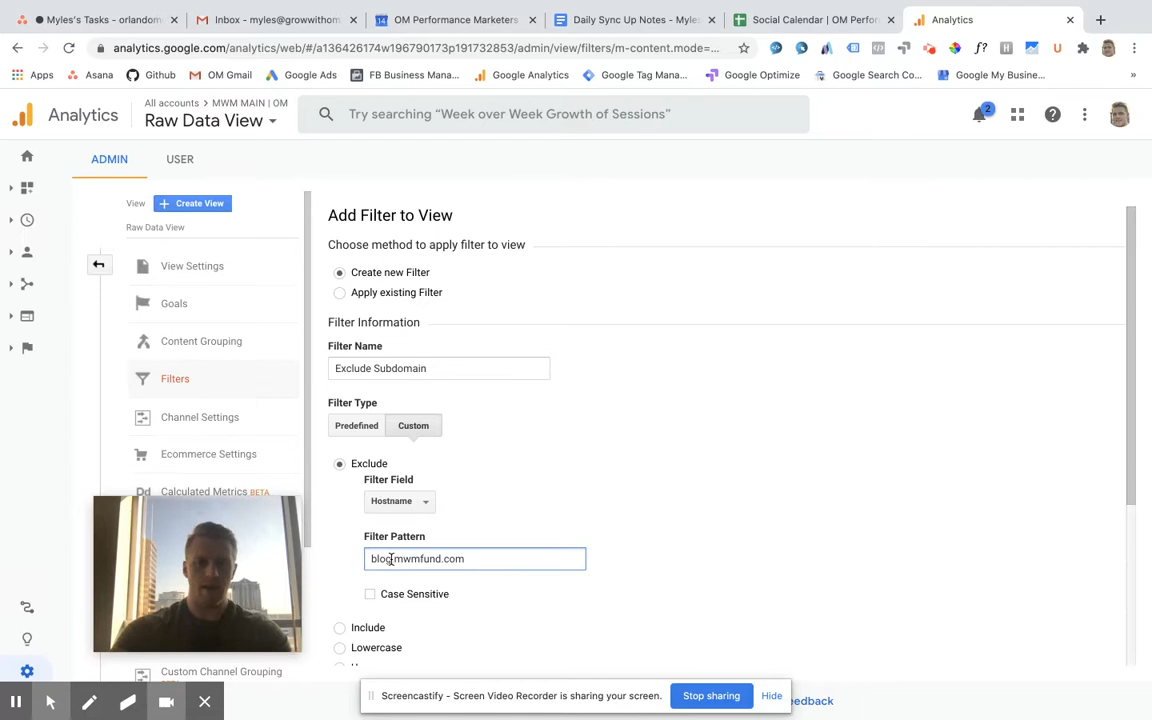 Myles's Tasks - orlandom
Inbox - myles@growwithom
OM Performance Marketers
Daily Sync Up Notes - Myles
Social Calendar | OM Perfor
Analytics
analytics.google.com/analytics/web/#/a136426174w196790173p191732853/admin/view/filters/m-content.mode=...
Apps
Asana
Github
OM Gmail
Google Ads
FB Business Mana...
Google Analytics
Google Tag Mana...
Google Optimize
Google Search Co...
Google My Busine...
»
Analytics
All accounts > MWM MAIN | OM
Raw Data View
Try searching “Week over Week Growth of Sessions”
2
ADMIN
USER
View
+ Create View
Raw Data View
View Settings
Goals
Content Grouping
Filters
Channel Settings
Ecommerce Settings
Dd Calculated Metrics BETA
Custom Channel Grouping
Add Filter to View
Choose method to apply filter to view
Create new Filter
Apply existing Filter
Filter Information
Filter Name
Exclude Subdomain
Filter Type
Predefined
Custom
Exclude
Filter Field
Hostname
Filter Pattern
blog.mwmfund.com
Case Sensitive
Include
Lowercase
Screencastify - Screen Video Recorder is sharing your screen.
Stop sharing
Hide
eedback